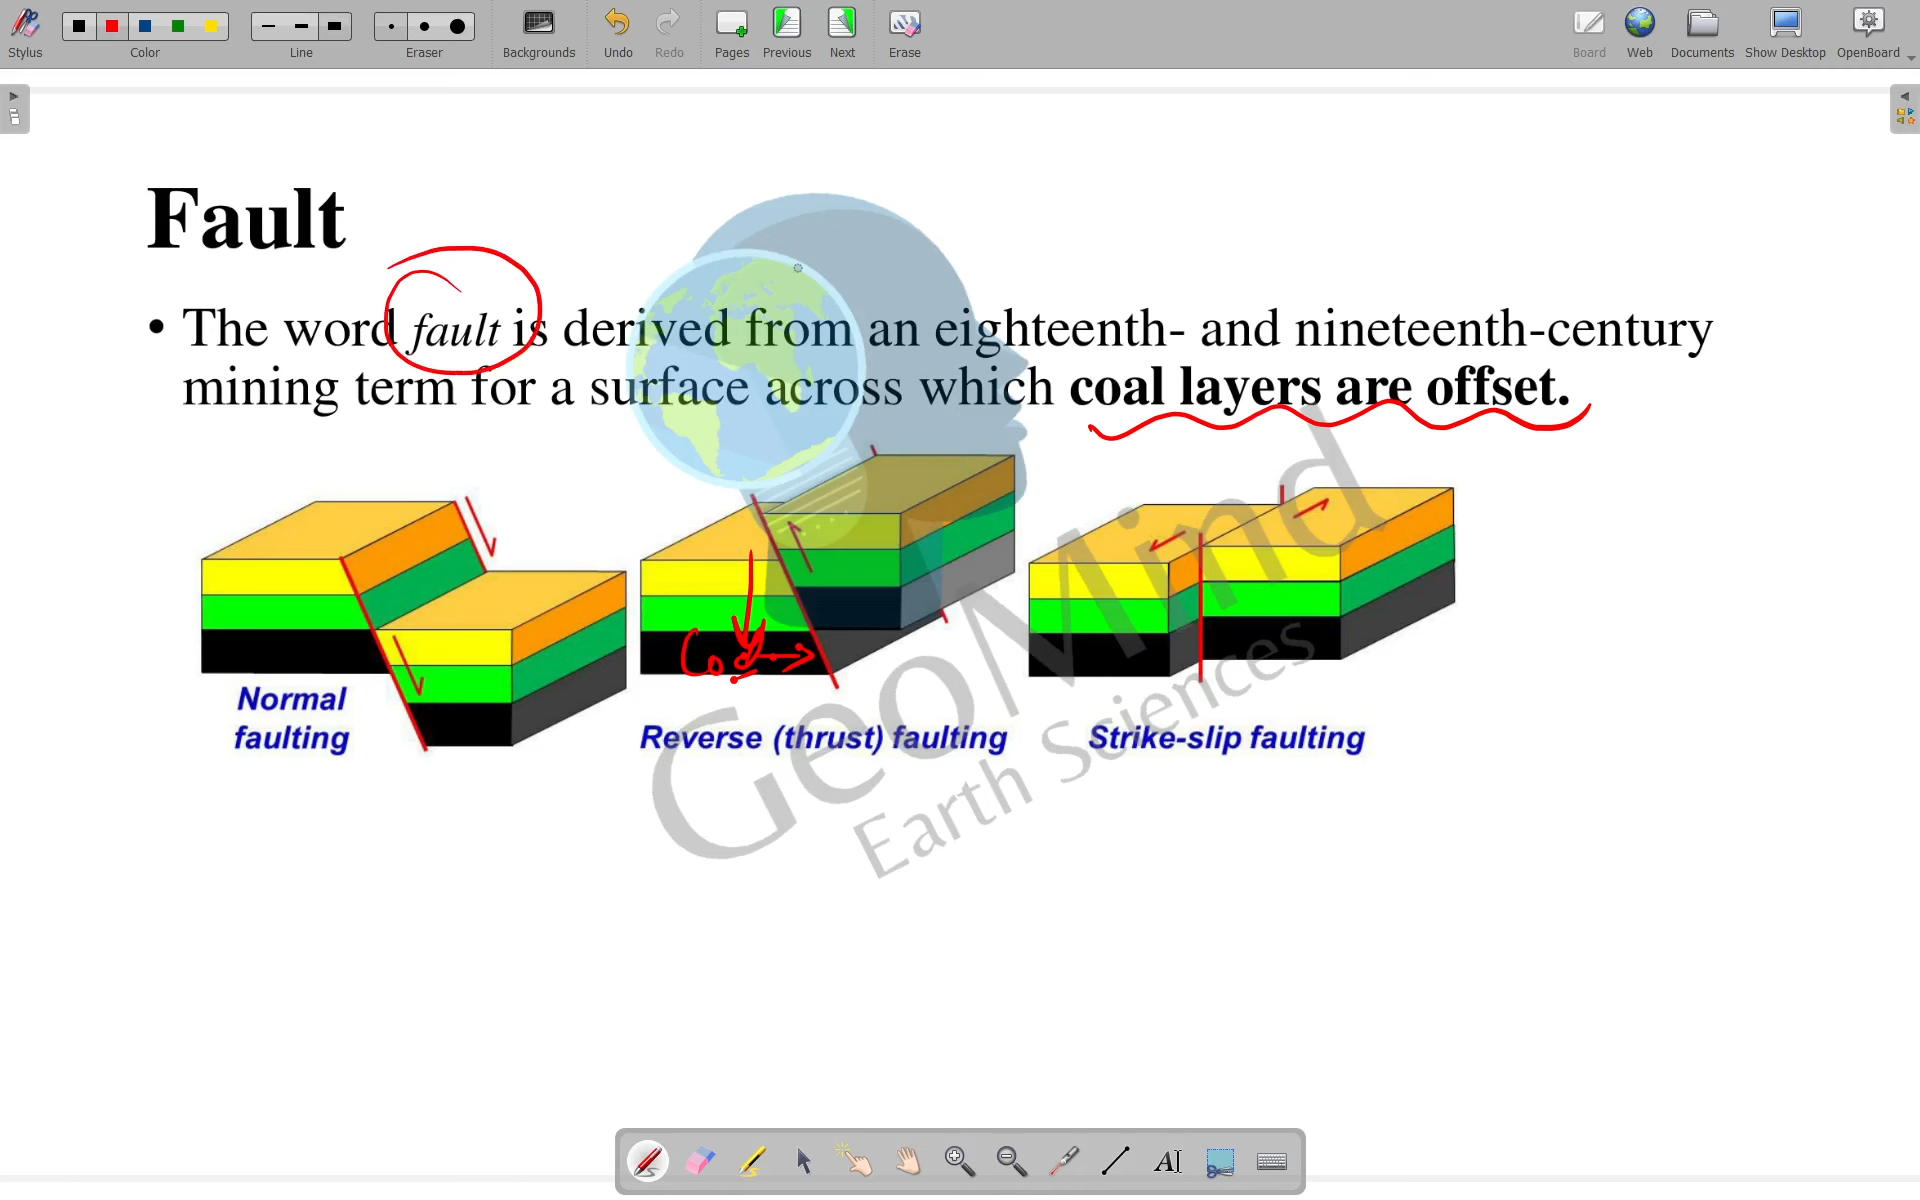 Stylus
Color
Line
Eraser
Backgrounds
Undo
Redo
Pages
Previous
Next
Erase
Board
Web
Documents
Show Desktop
OpenBoard
Fault
• The word fault is derived from an eighteenth- and nineteenth-century
mining term for a surface across which coal layers are offset.
Normal
faulting
Reverse (thrust) faulting
Strike-slip faulting
GeoMind
Earth Sciences